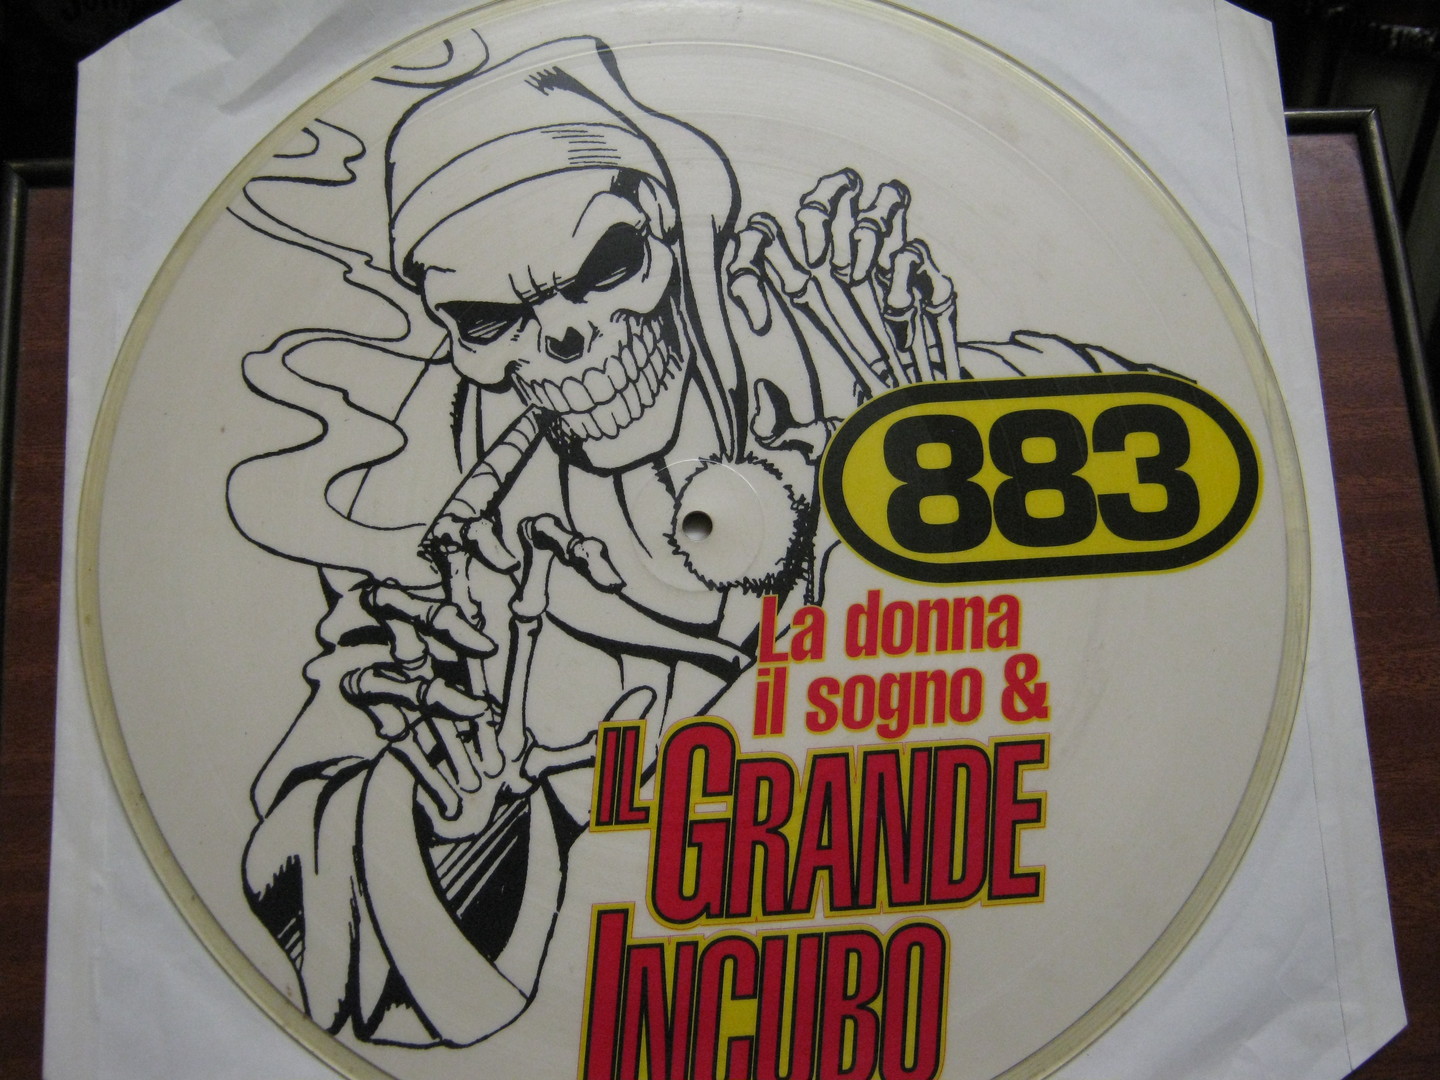 883
La donna
il sogno &
IL GRANDE
INCUBO